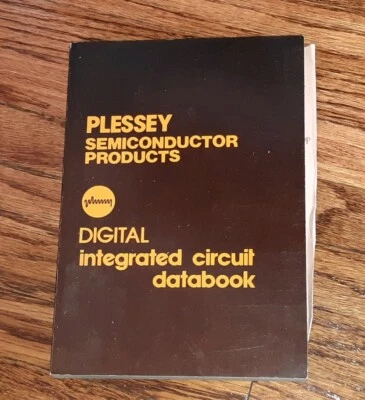 PLESSEY
SEMICONDUCTOR
PRODUCTS
DIGITAL
integrated circuit
databook